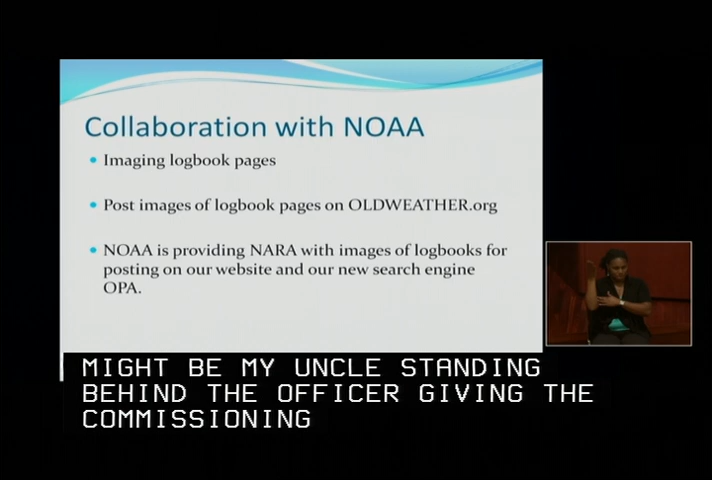 Collaboration with NOAA
• Imaging logbook pages
• Post images of logbook pages on OLDWEATHER.org
• NOAA is providing NARA with images of logbooks for
posting on our website and our new search engine
OPA.
MIGHT BE MY UNCLE STANDING
BEHIND THE OFFICER GIVING THE
COMMISSIONING